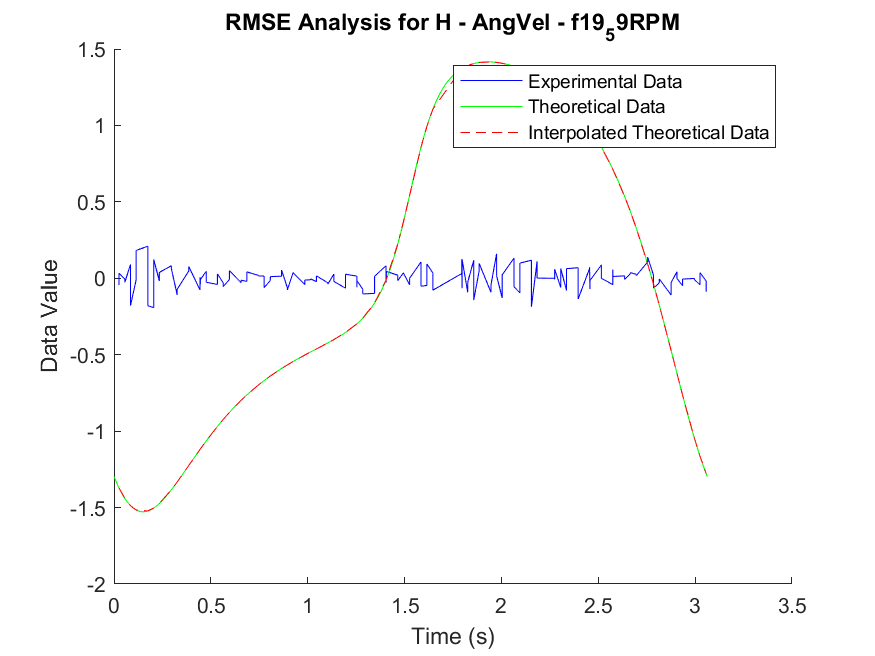 RMSE Analysis for H - AngVel - f19₅9RPM
1.5
1
0.5
0
-0.5
-1
-1.5
-2
Data Value
Experimental Data
Theoretical Data
Interpolated Theoretical Data
0 0.5 1 1.5 2 2.5 3 3.5
Time (s)